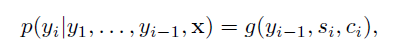 p(y_i|y_1, . . . , y_{i−1}, x) = g(y_{i−1}, s_i, c_i),